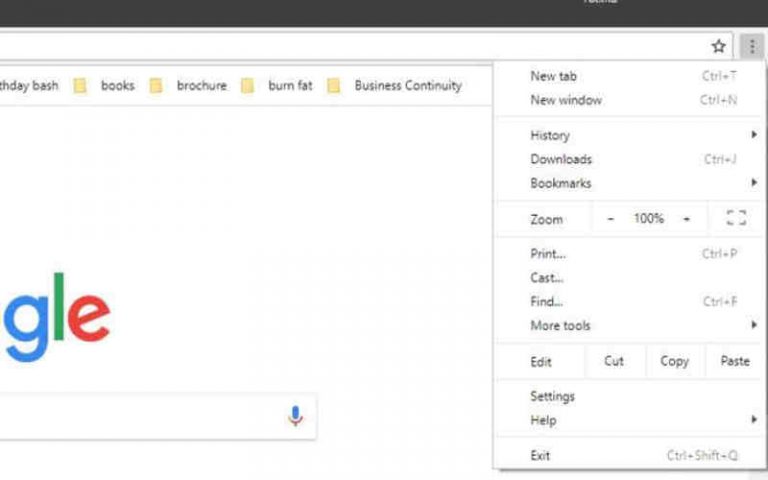 thday bash books brochure burn fat Business Continuity
New tab Ctrl+T
New window Ctrl+N
History
Downloads Ctrl+J
Bookmarks
Zoom - 100% +
Print... Ctrl+P
Cast...
Find... Ctrl+F
More tools
Edit Cut Copy Paste
Settings
Help
Exit Ctrl+Shift+Q
gle